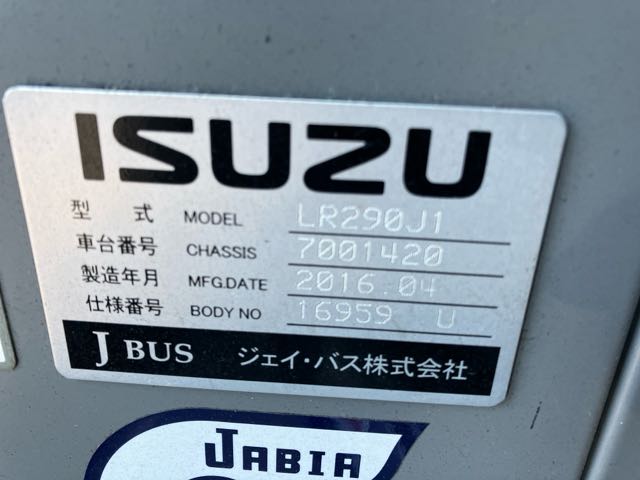 ISUZU
型 式 MODEL LR290J1
車台番号 CHASSIS 7001420
製造年月 MFG.DATE 2016.04
仕様番号 BODY NO 16959 U
J BUS ジェイ・バス株式会社
JABIA